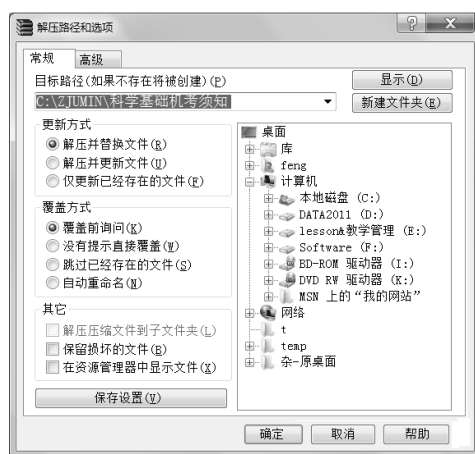 解压路径和选项
常规 高级
目标路径(如果不存在将被创建)(P)
显示(D)
C:\ZJUMIN\科学基础机考须知
新建文件夹(E)
更新方式
解压并替换文件(R)
解压并更新文件(U)
仅更新已经存在的文件(F)
覆盖方式
覆盖前询问(K)
没有提示直接覆盖(W)
跳过已经存在的文件(S)
自动重命名(N)
其它
解压压缩文件到子文件夹(L)
保留损坏的文件(B)
在资源管理器中显示文件(X)
保存设置(V)
桌面
库
feng
计算机
本地磁盘 (C:)
DATA2011 (D:)
lesson&教学管理 (E:)
Software (F:)
BD-ROM 驱动器 (I:)
DVD RW 驱动器 (K:)
MSN 上的“我的网站”
网络
t
temp
杂-原桌面
确定 取消 帮助